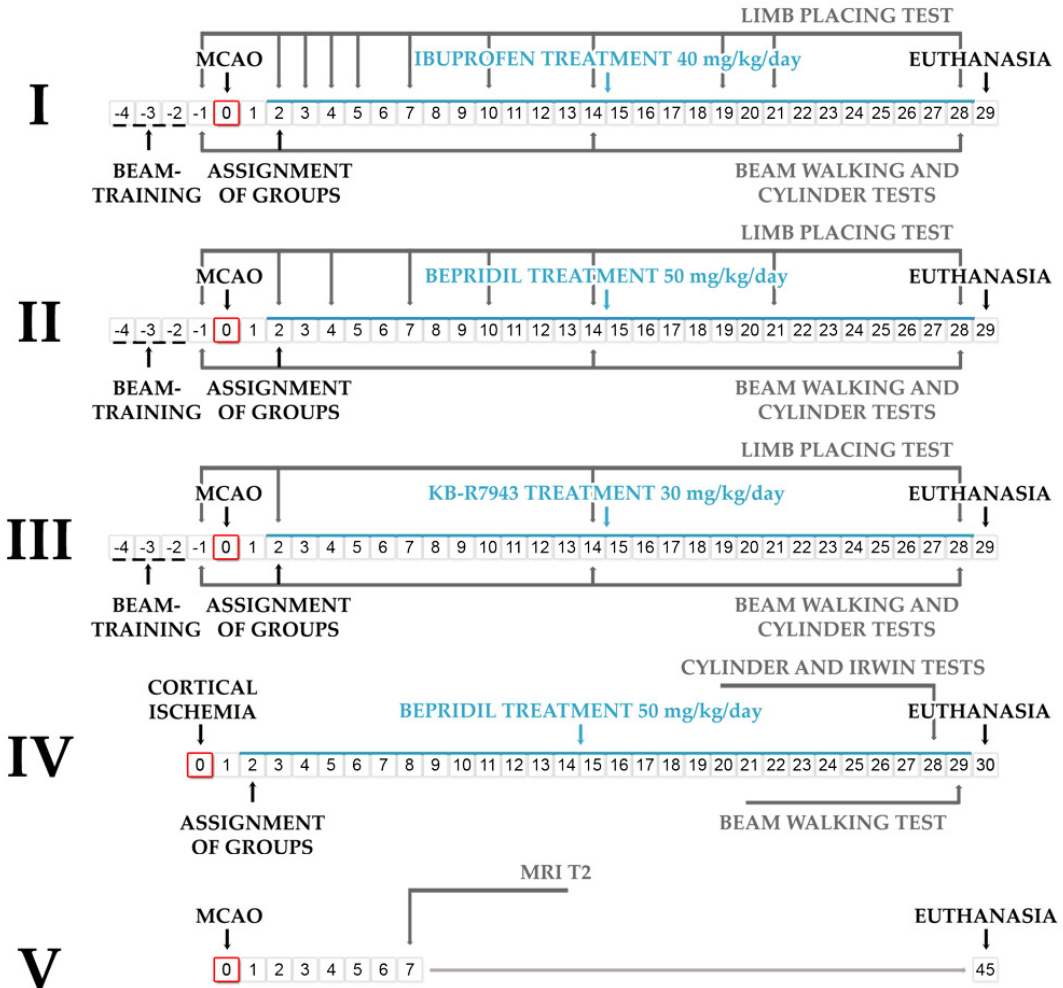 LIMB PLACING TEST
MCAO IBUPROFEN TREATMENT 40 mg/kg/day EUTHANASIA
I
-4 -3 -2 -1 0 1 2 3 4 5 6 7 8 9 10 11 12 13 14 15 16 17 18 19 20 21 22 23 24 25 26 27 28 29
BEAM- ASSIGNMENT BEAM WALKING AND
TRAINING OF GROUPS CYLINDER TESTS
LIMB PLACING TEST
MCAO BEPRIDIL TREATMENT 50 mg/kg/day EUTHANASIA
II
-4 -3 -2 -1 0 1 2 3 4 5 6 7 8 9 10 11 12 13 14 15 16 17 18 19 20 21 22 23 24 25 26 27 28 29
BEAM- ASSIGNMENT BEAM WALKING AND
TRAINING OF GROUPS CYLINDER TESTS
LIMB PLACING TEST
MCAO KB-R7943 TREATMENT 30 mg/kg/day EUTHANASIA
III
-4 -3 -2 -1 0 1 2 3 4 5 6 7 8 9 10 11 12 13 14 15 16 17 18 19 20 21 22 23 24 25 26 27 28 29
BEAM- ASSIGNMENT BEAM WALKING AND
TRAINING OF GROUPS CYLINDER TESTS
CYLINDER AND IRWIN TESTS
CORTICAL
ISCHEMIA BEPRIDIL TREATMENT 50 mg/kg/day EUTHANASIA
IV
0 1 2 3 4 5 6 7 8 9 10 11 12 13 14 15 16 17 18 19 20 21 22 23 24 25 26 27 28 29 30
ASSIGNMENT BEAM WALKING TEST
OF GROUPS
MRI T2
MCAO EUTHANASIA
V
0 1 2 3 4 5 6 7 45